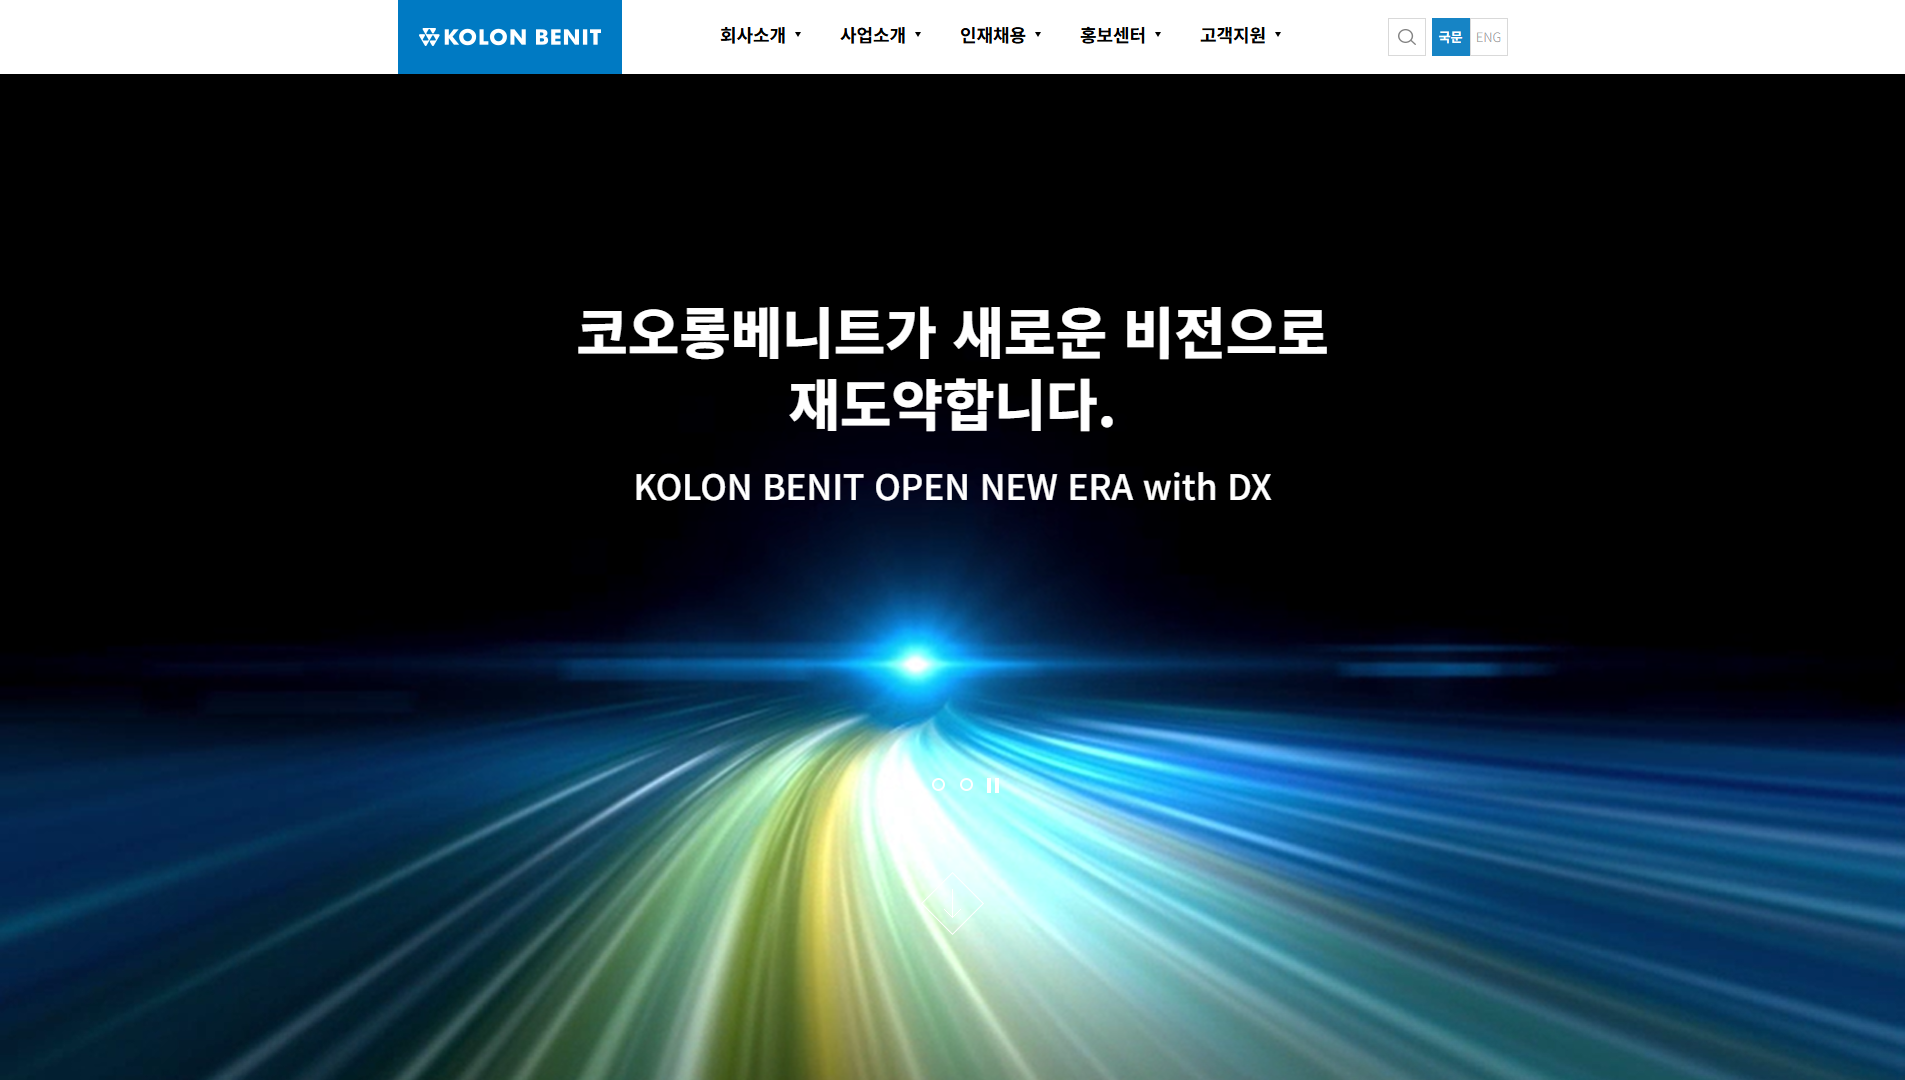 KOLON BENIT
회사소개
사업소개
인재채용
홍보센터
고객지원
국문
ENG
코오롱베니트가 새로운 비전으로
재도약합니다.
KOLON BENIT OPEN NEW ERA with DX